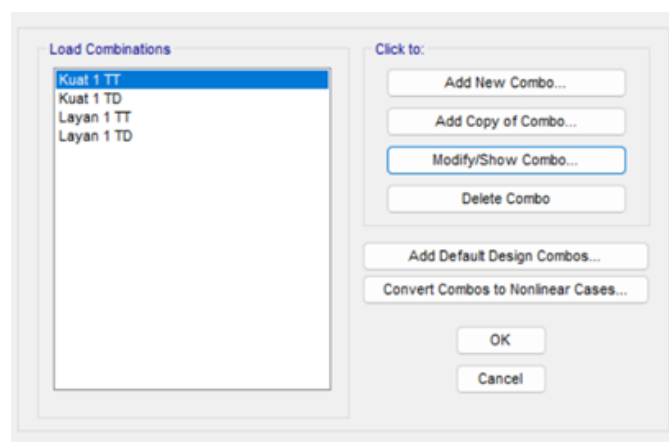 Load Combinations
Kuat 1 TT
Kuat 1 TD
Layan 1 TT
Layan 1 TD
Click to:
Add New Combo...
Add Copy of Combo...
Modify/Show Combo...
Delete Combo
Add Default Design Combos...
Convert Combos to Nonlinear Cases...
OK
Cancel